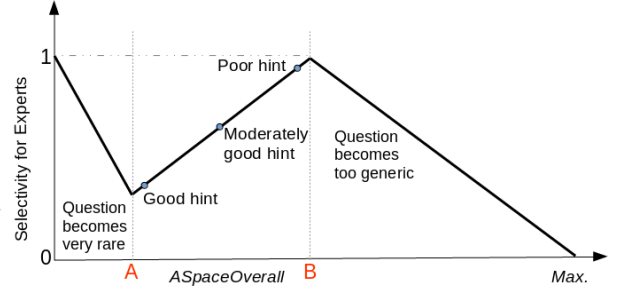 1
Poor hint
Selectivity for Experts
Moderately
good hint
Question
becomes
too generic
Good hint
Question
becomes
very rare
0
A
ASpaceOverall
B
Max.